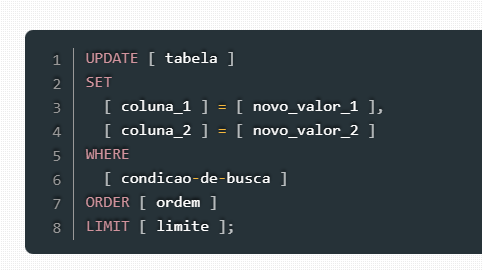 1 UPDATE [ tabela ]
2 SET
3 [ coluna_1 ] = [ novo_valor_1 ],
4 [ coluna_2 ] = [ novo_valor_2 ]
5 WHERE
6 [ condicao-de-busca ]
7 ORDER [ ordem ]
8 LIMIT [ limite ];